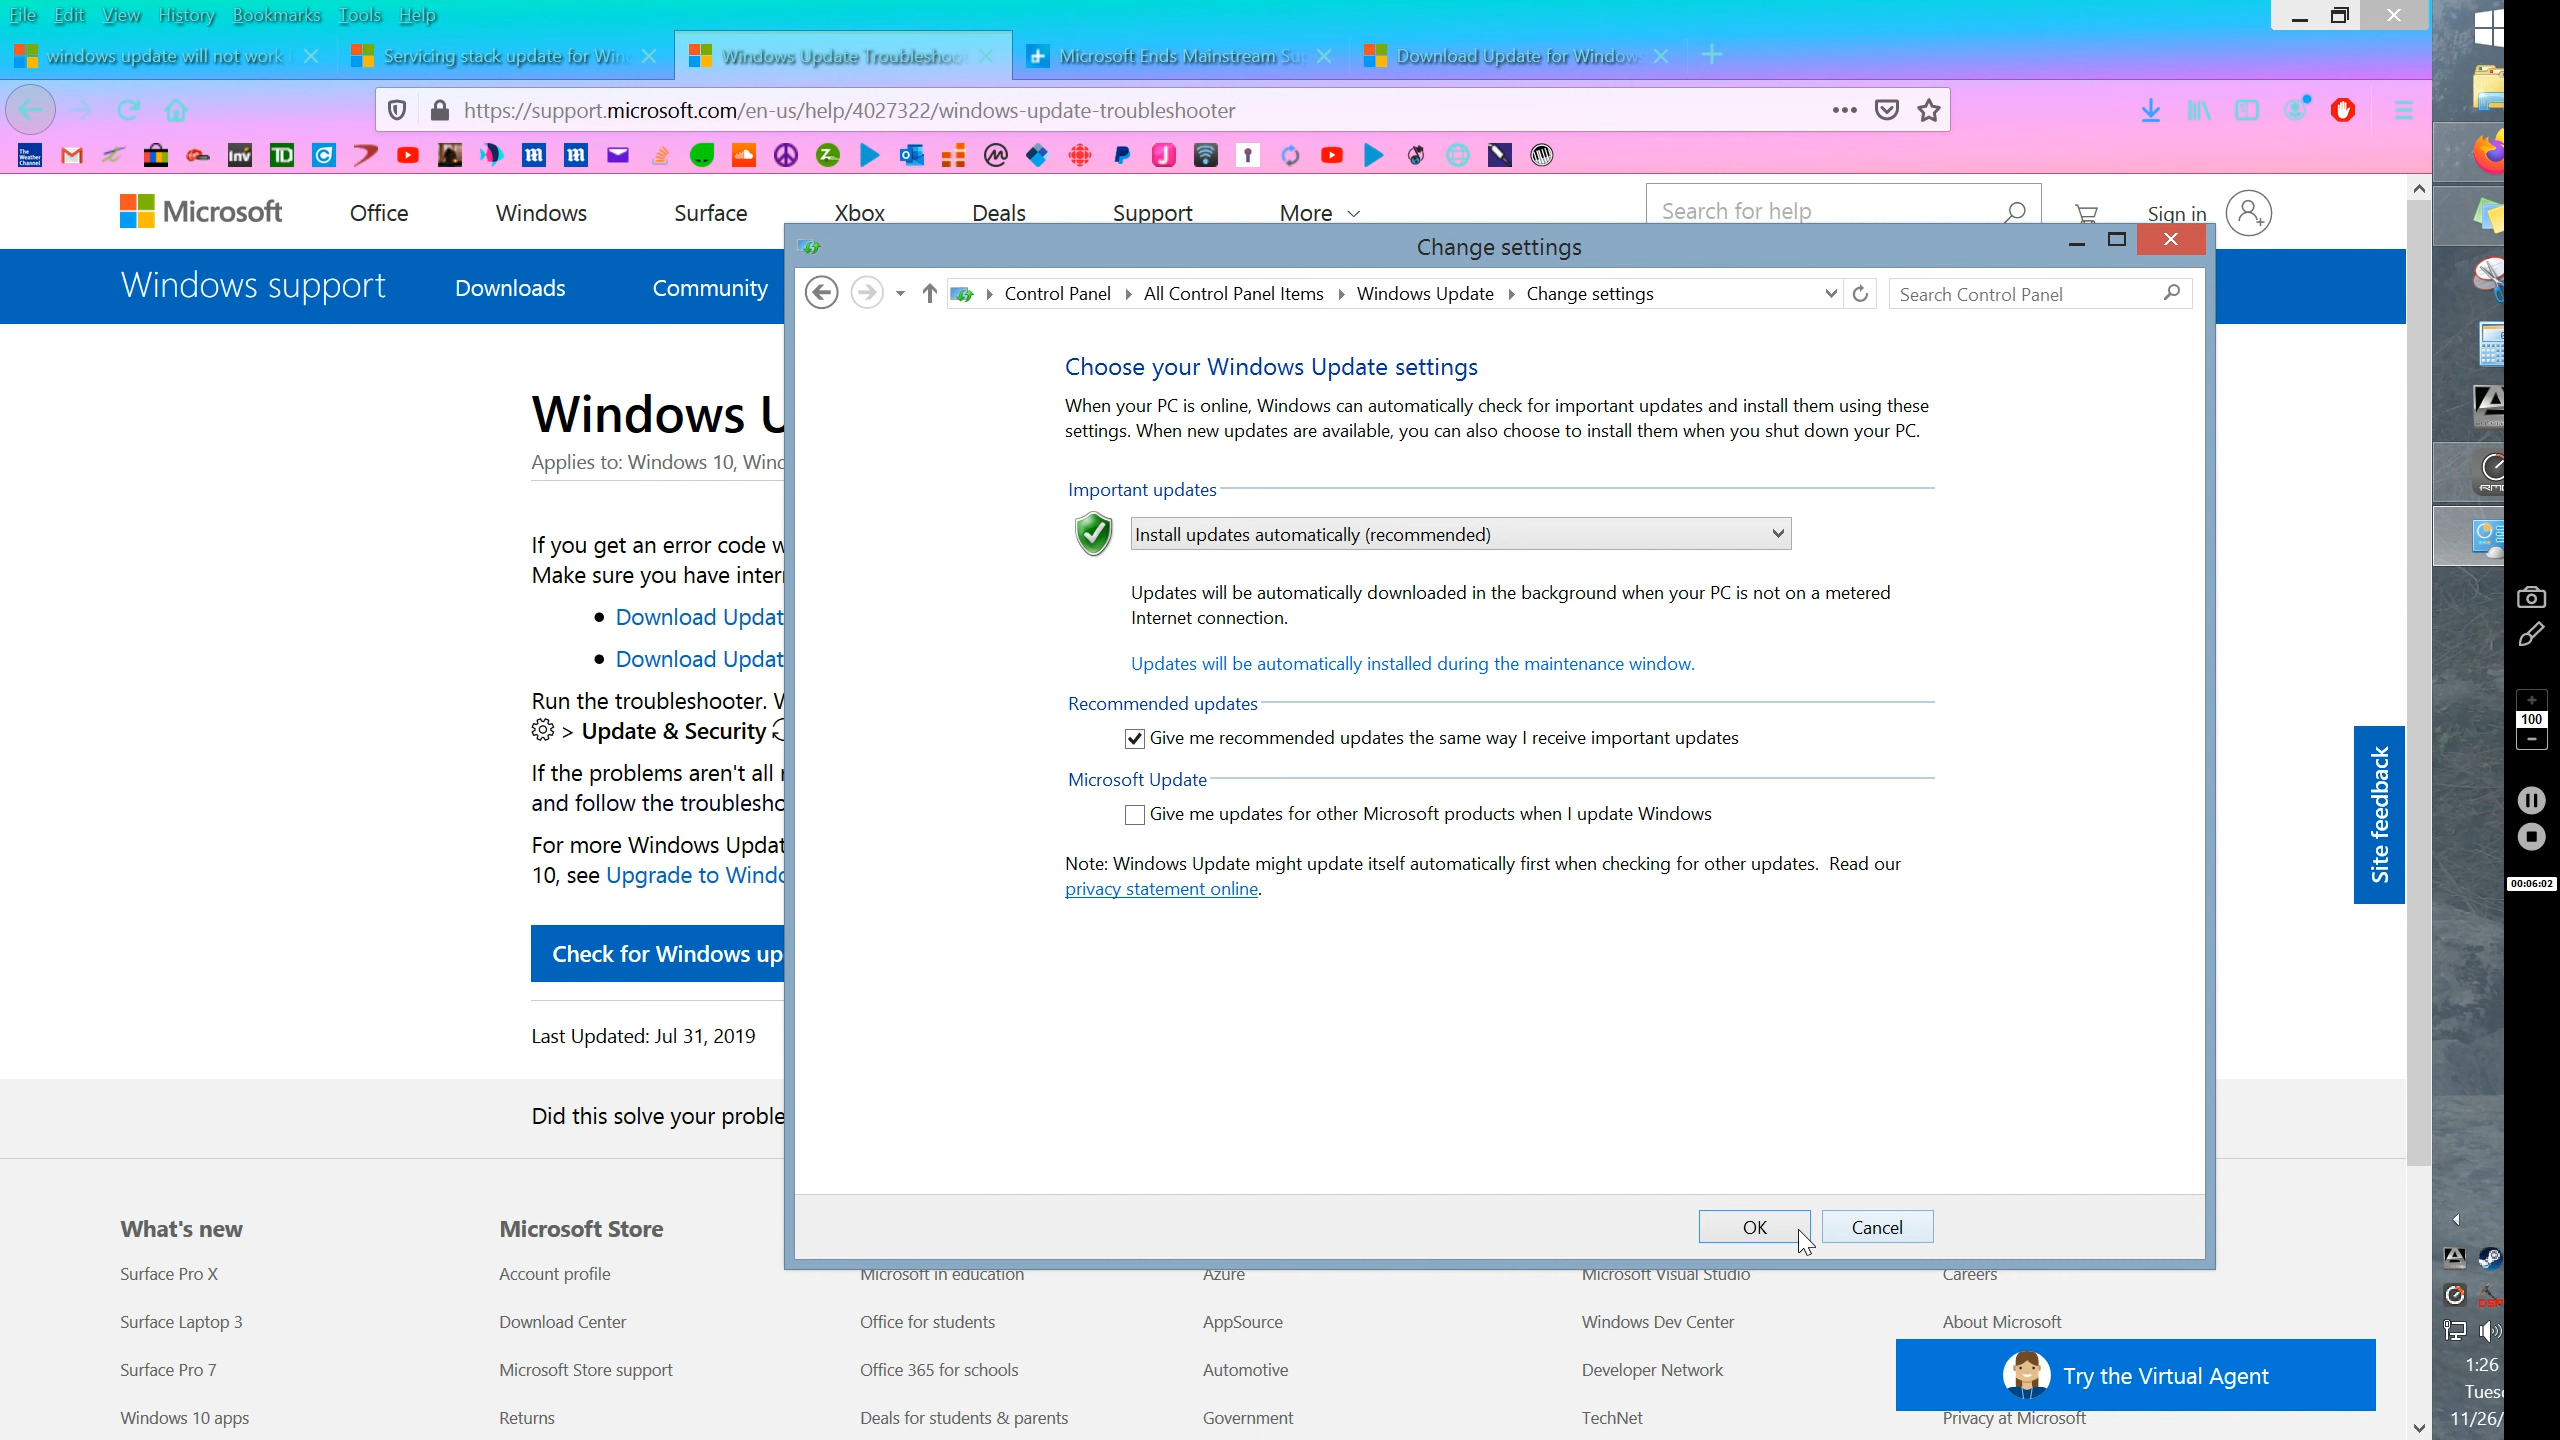 File Edit View History Bookmarks Tools Help
windows update will not work
Servicing stack update for Win
Windows Update Troubleshoo
Microsoft Ends Mainstream Su
Download Update for Window
https://support.microsoft.com/en-us/help/4027322/windows-update-troubleshooter
Microsoft Office Windows Surface Xbox Deals Support More Search for help Sign in
Windows support Downloads Community
Windows U
Applies to: Windows 10, Wind
If you get an error code w
Make sure you have inter
Download Updat
Download Updat
Run the troubleshooter. W
> Update & Security
If the problems aren't all r
and follow the troublesho
For more Windows Updat
10, see Upgrade to Windo
Check for Windows up
Last Updated: Jul 31, 2019
Did this solve your proble
Change settings
Control Panel All Control Panel Items Windows Update Change settings Search Control Panel
Choose your Windows Update settings
When your PC is online, Windows can automatically check for important updates and install them using these
settings. When new updates are available, you can also choose to install them when you shut down your PC.
Important updates
Install updates automatically (recommended)
Updates will be automatically downloaded in the background when your PC is not on a metered
Internet connection.
Updates will be automatically installed during the maintenance window.
Recommended updates
Give me recommended updates the same way I receive important updates
Microsoft Update
Give me updates for other Microsoft products when I update Windows
Note: Windows Update might update itself automatically first when checking for other updates. Read our
privacy statement online.
OK Cancel
Site feedback
100
00:06:02
What's new
Surface Pro X
Surface Laptop 3
Surface Pro 7
Windows 10 apps
Microsoft Store
Account profile
Download Center
Microsoft Store support
Returns
Microsoft in education
Office for students
Office 365 for schools
Deals for students & parents
Azure
AppSource
Automotive
Government
Microsoft Visual Studio
Windows Dev Center
Developer Network
TechNet
Careers
About Microsoft
Privacy at Microsoft
Try the Virtual Agent
1:26
Tues
11/26/